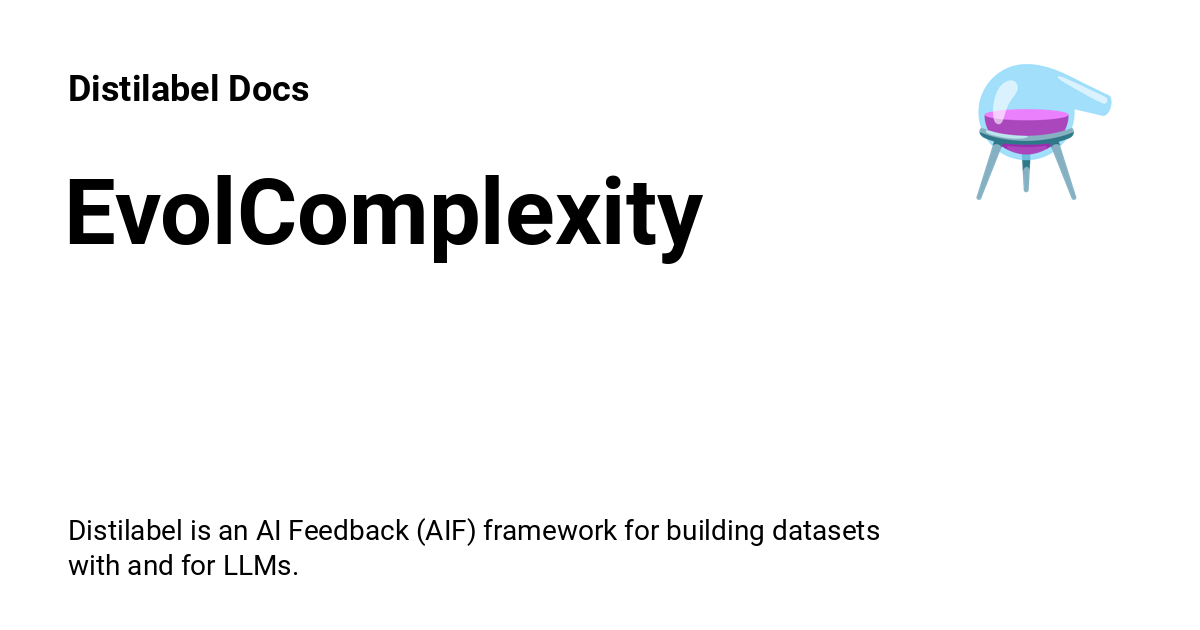 Distilabel Docs
EvolComplexity
Distilabel is an AI Feedback (AIF) framework for building datasets
with and for LLMs.